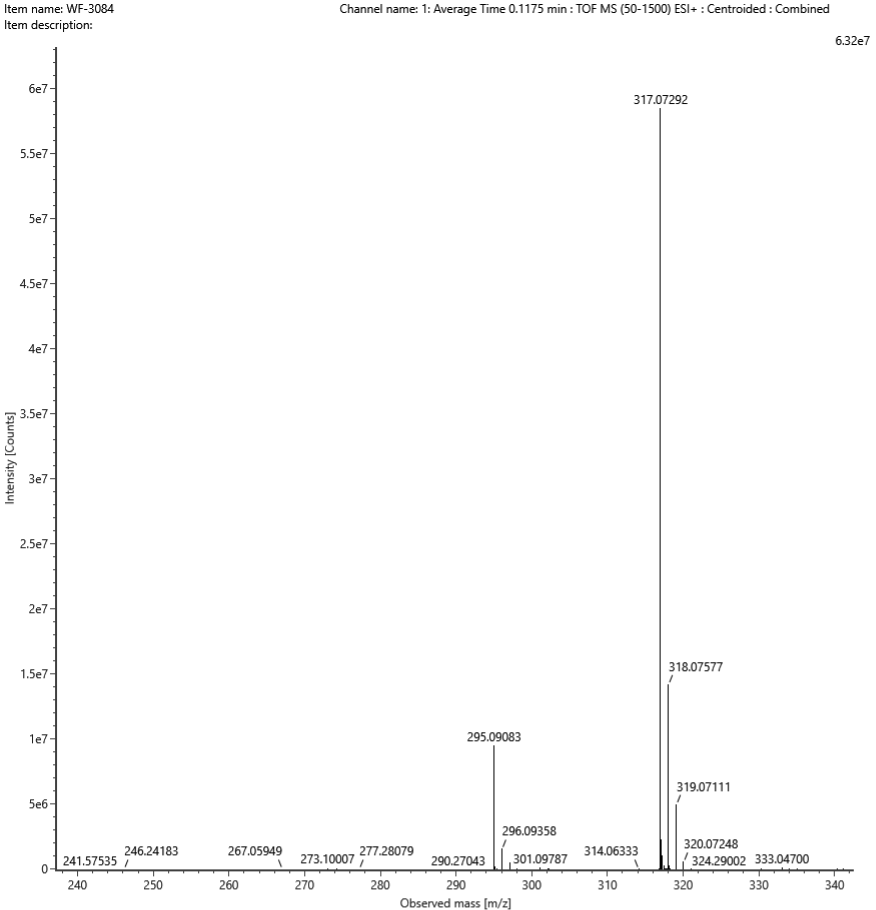 Item name: WF-3084
Channel name: 1: Average Time 0.1175 min : TOF MS (50-1500) ESI+ : Centroided : Combined
Item description:
6.32e7
6e7
317.07292
5.5e7
5e7
4.5e7
4e7
3.5e7
Intensity [Counts]
3e7
2.5e7
2e7
1.5e7
318.07577
1e7
295.09083
319.07111
5e6
296.09358
320.07248
246.24183
267.05949
277.28079
314.06333
241.57535
273.10007
290.27043
301.09787
324.29002
333.04700
0
240
250
260
270
280
290
300
310
320
330
340
Observed mass [m/z]